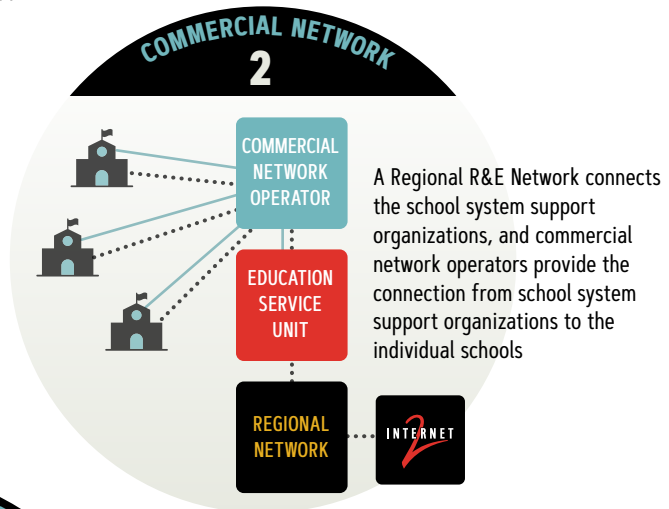 COMMERCIAL NETWORK
2
COMMERCIAL
NETWORK
OPERATOR
EDUCATION
SERVICE
UNIT
REGIONAL
NETWORK
INTERNET
2
A Regional R&E Network connects
the school system support
organizations, and commercial
network operators provide the
connection from school system
support organizations to the
individual schools